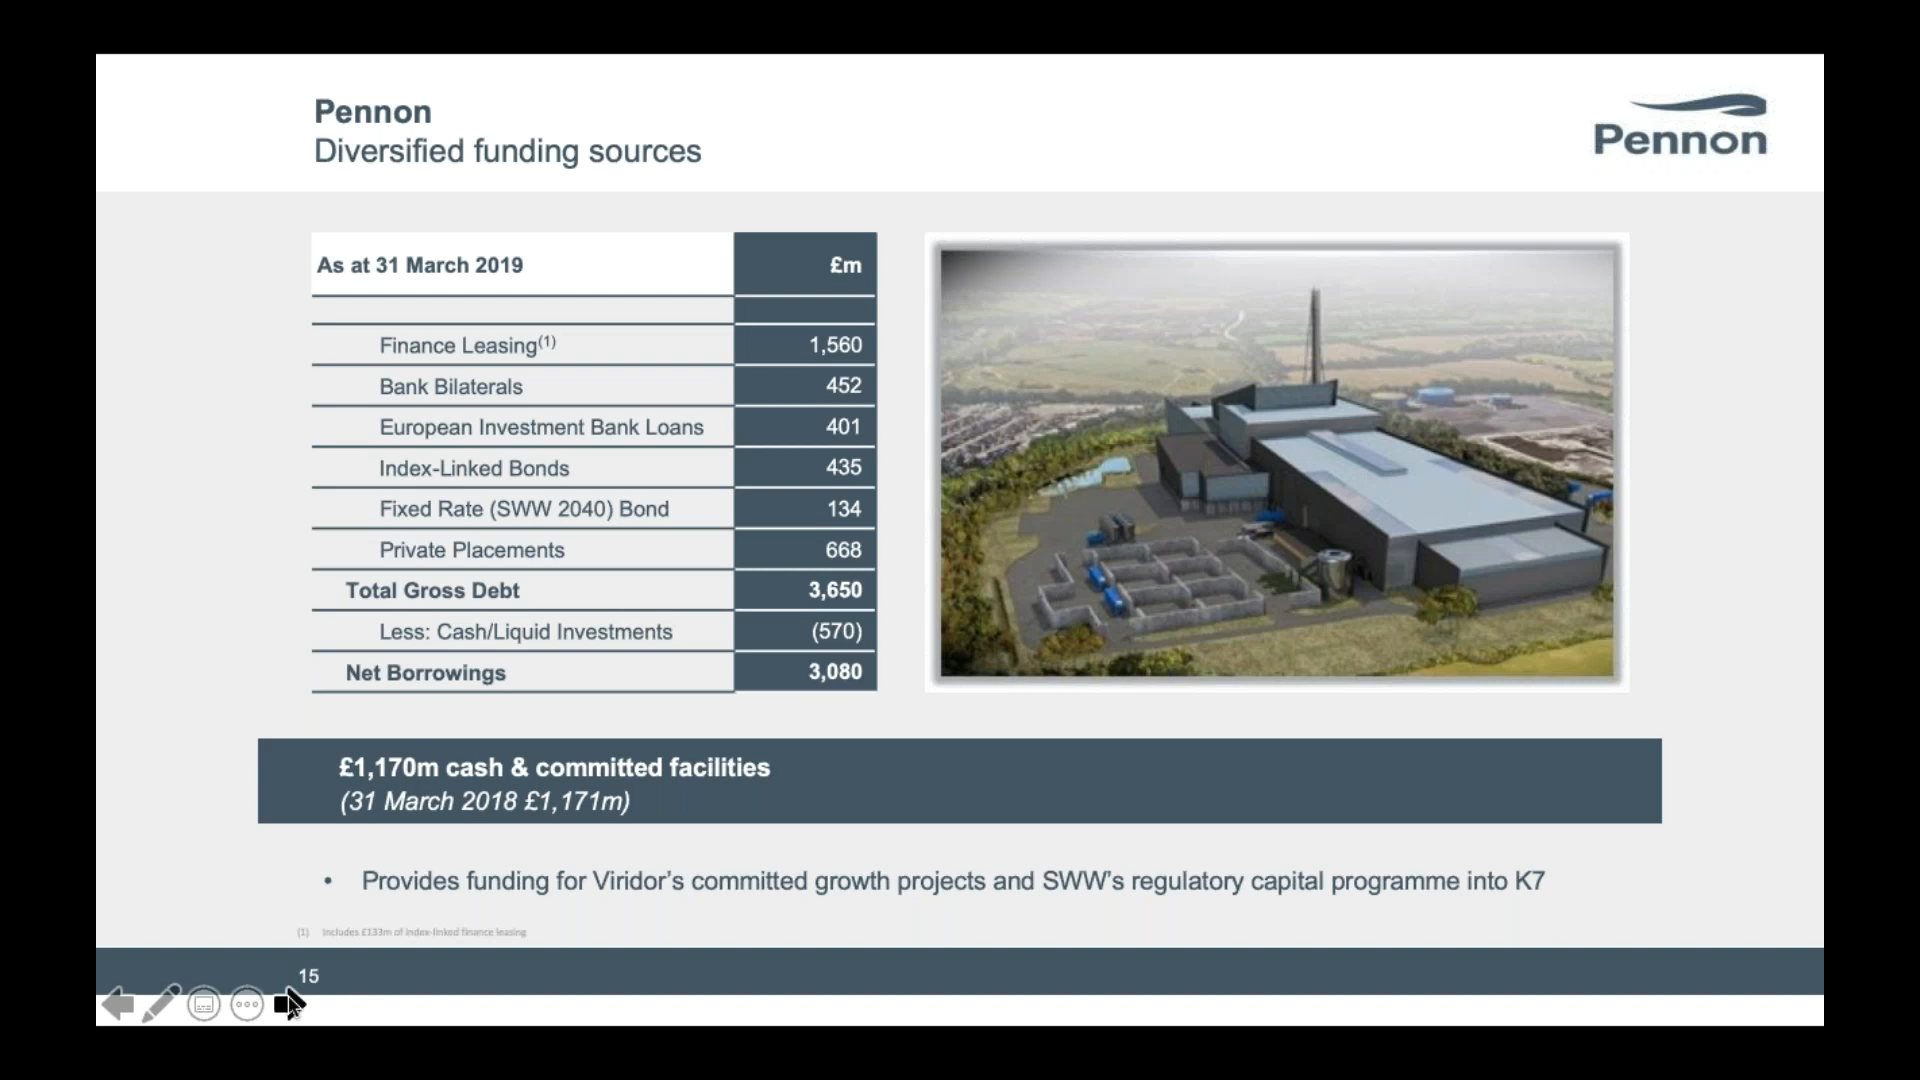 Pennon
Diversified funding sources
Pennon
As at 31 March 2019 £m
Finance Leasing(1) 1,560
Bank Bilaterals 452
European Investment Bank Loans 401
Index-Linked Bonds 435
Fixed Rate (SWW 2040) Bond 134
Private Placements 668
Total Gross Debt 3,650
Less: Cash/Liquid Investments (570)
Net Borrowings 3,080
£1,170m cash & committed facilities
(31 March 2018 £1,171m)
• Provides funding for Viridor’s committed growth projects and SWW’s regulatory capital programme into K7
(1) Includes £133m of index-linked finance leasing
15